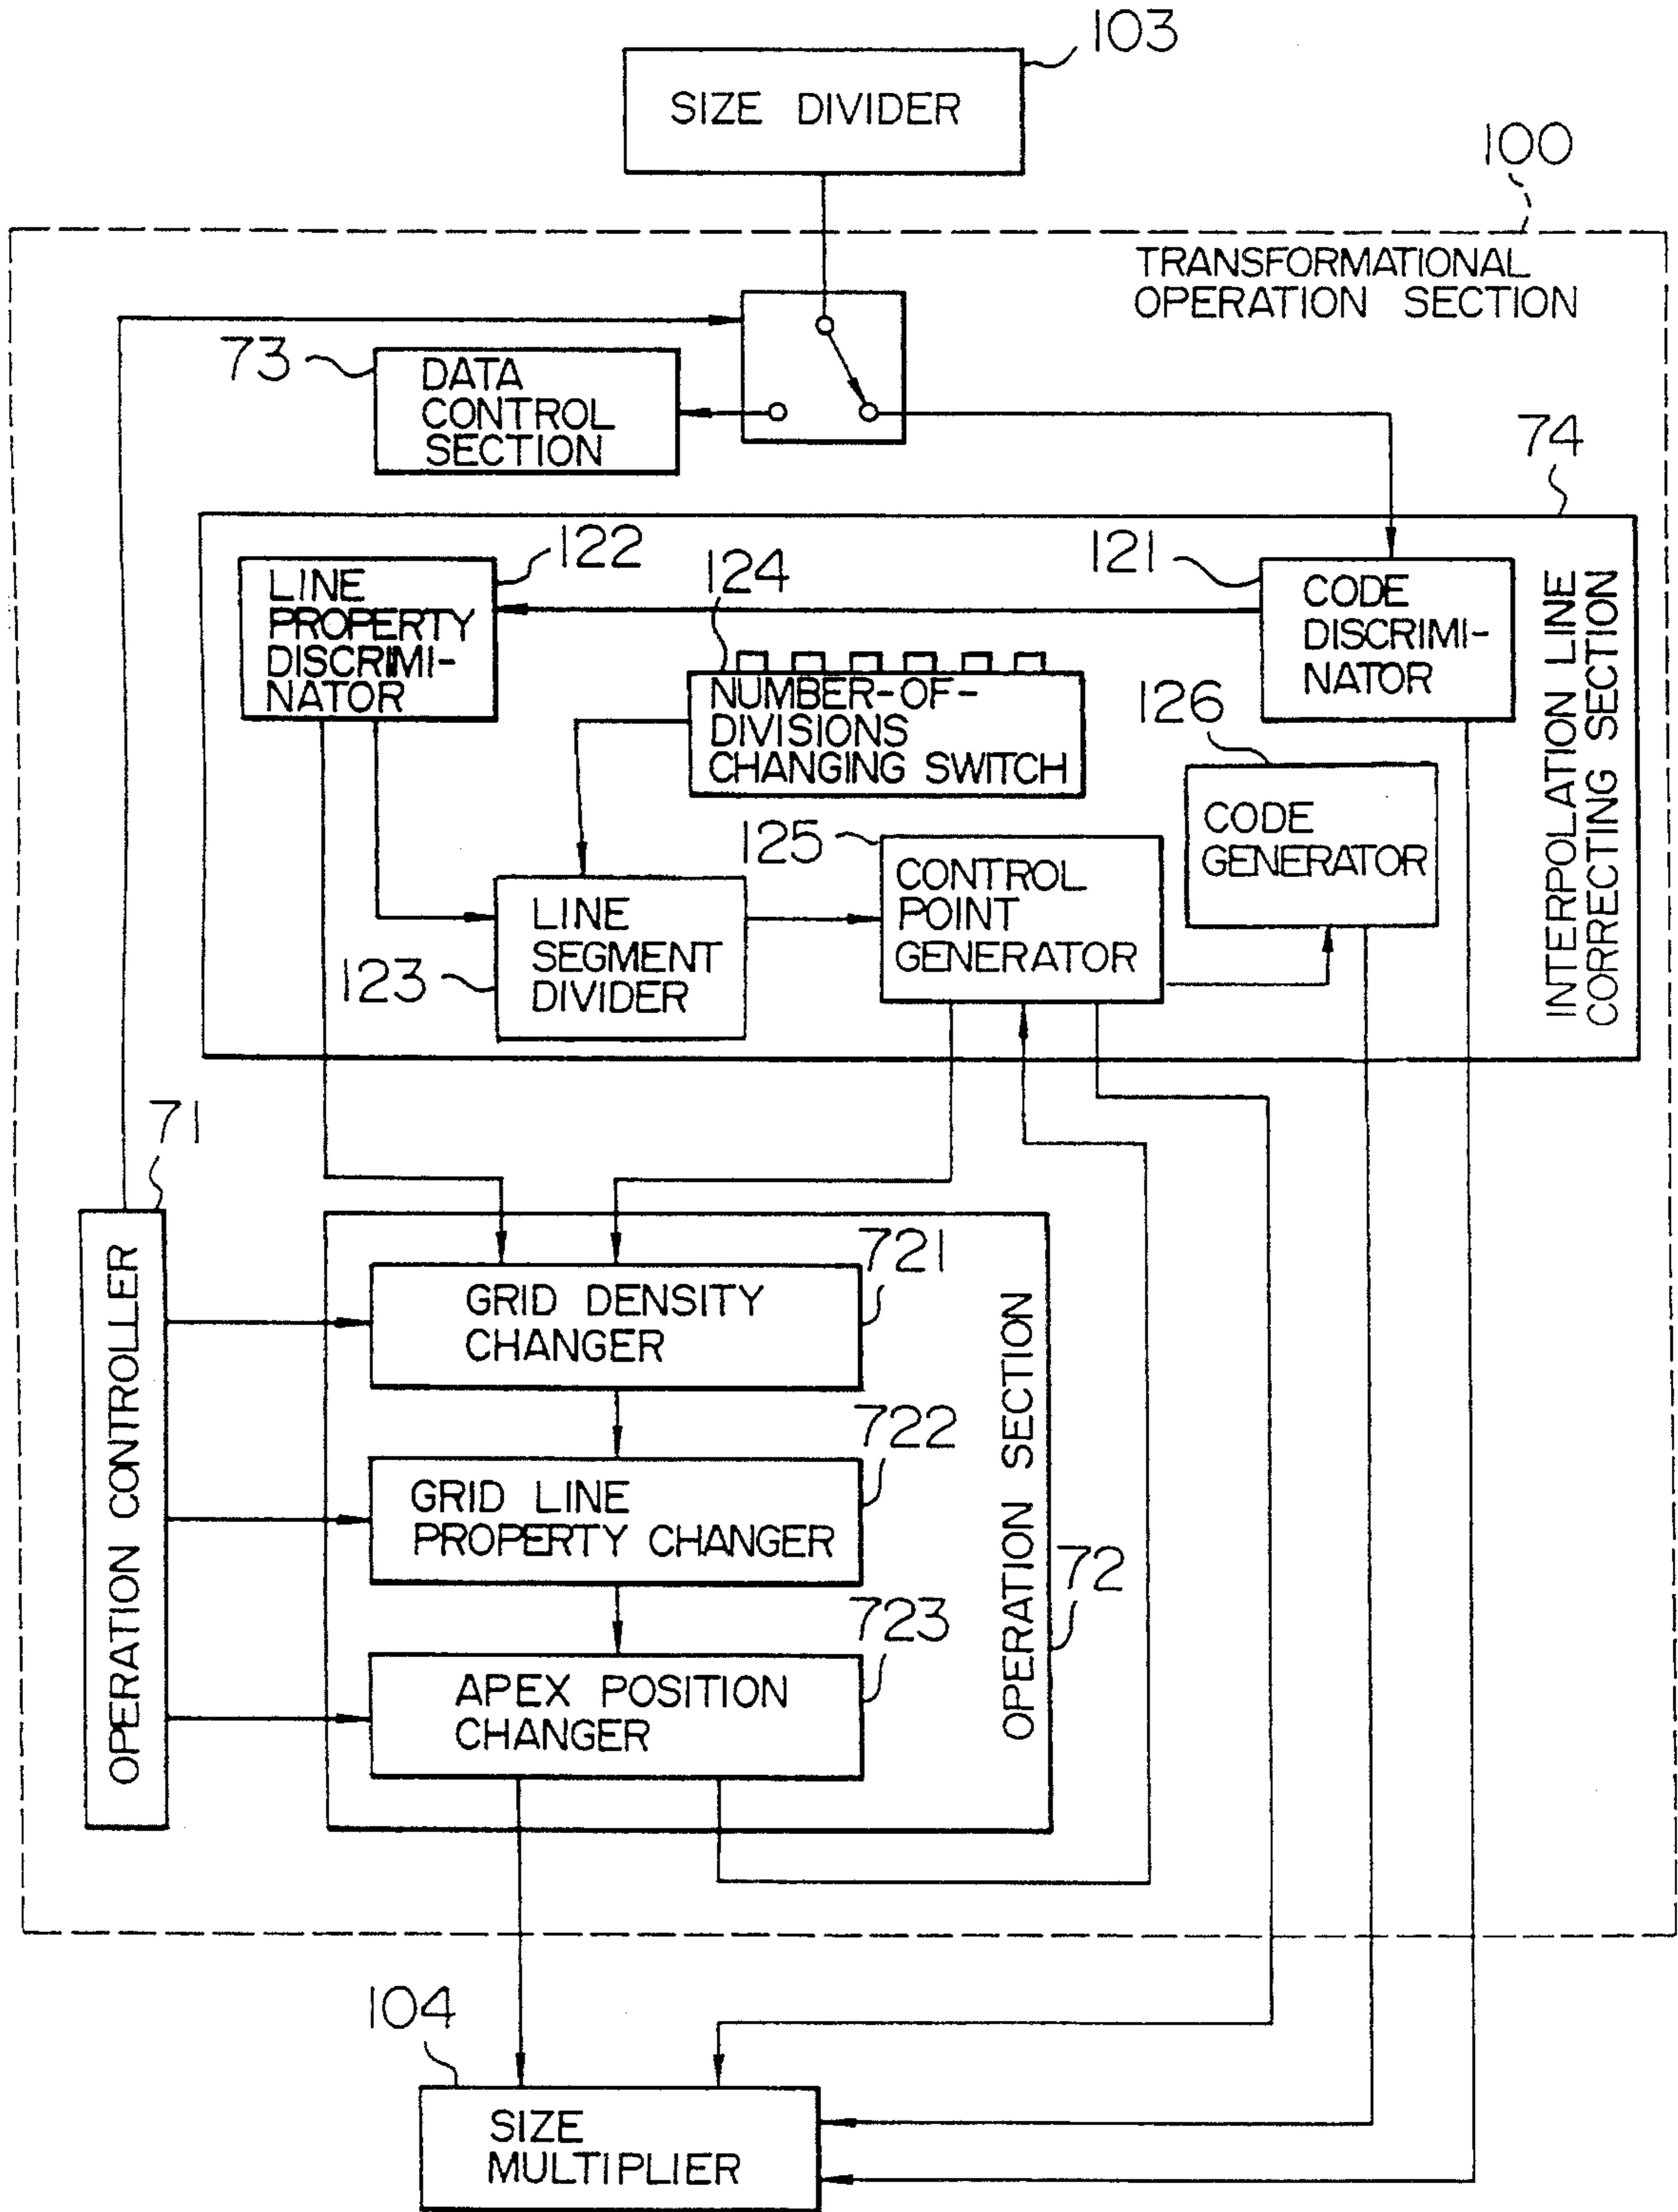 103
SIZE DIVIDER
100
TRANSFORMATIONAL
OPERATION SECTION
73
DATA
CONTROL
SECTION
74
122
LINE
PROPERTY
DISCRIMI-
NATOR
124
NUMBER-OF-
DIVISIONS
CHANGING SWITCH
121
CODE
DISCRIMI-
NATOR
INTERPOLATION LINE
CORRECTING SECTION
126
CODE
GENERATOR
125
CONTROL
POINT
GENERATOR
LINE
SEGMENT
DIVIDER
123
71
OPERATION CONTROLLER
721
GRID DENSITY
CHANGER
722
GRID LINE
PROPERTY CHANGER
723
APEX POSITION
CHANGER
OPERATION SECTION
72
104
SIZE
MULTIPLIER